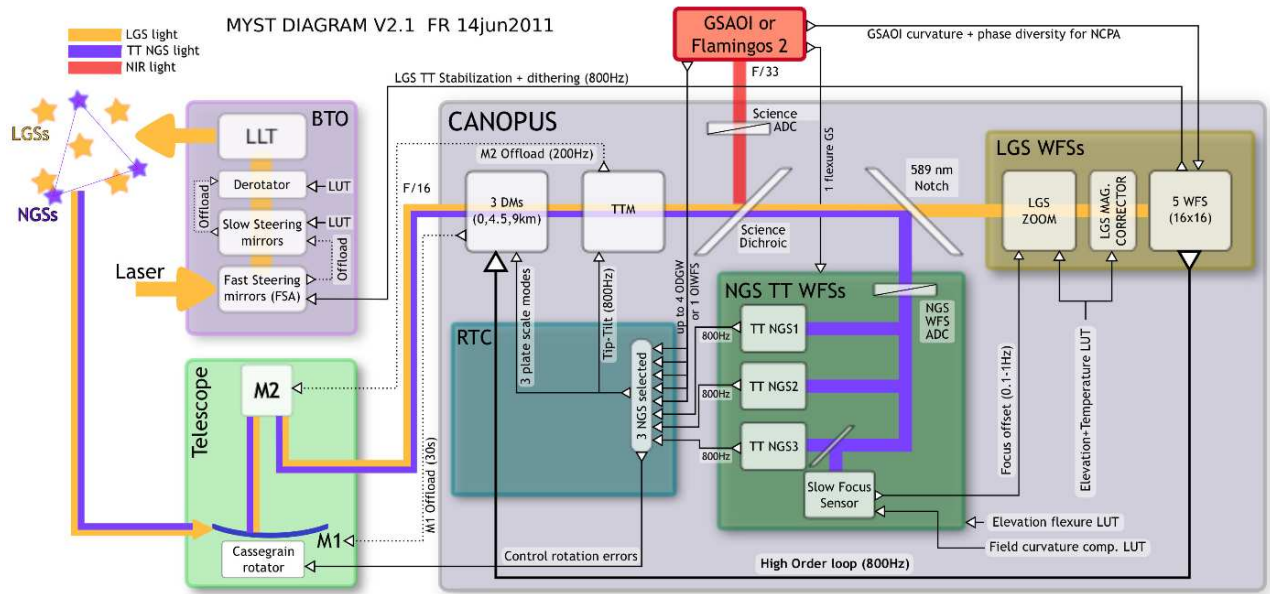 MYST DIAGRAM V2.1 FR 14jun2011
LGS light
TT NGS light
NIR light
GSAOI or
Flamingos 2
GSAOI curvature + phase diversity for NCPA
F/33
LGS TT Stabilization + dithering (800Hz)
LGSs
NGSs
BTO
LLT
Derotator
LUT
Slow Steering
mirrors
LUT
Fast Steering
mirrors (FSA)
Offload
Offload
Laser
CANOPUS
Science
ADC
M2 Offload (200Hz)
1 flexure GS
F/16
3 DMs
(0,4.5,9km)
TTM
Science
Dichroic
589 nm
Notch
LGS WFSs
LGS
ZOOM
LGS MAG.
CORRECTOR
5 WFS
(16x16)
Telescope
M2
M1
Cassegrain
rotator
M1 Offload (30s)
RTC
3 plate scale modes
Tip-Tilt (800Hz)
3 NGS selected
up to 4 ODGW
or 1 OIWFS
NGS TT WFSs
NGS
WFS
ADC
TT NGS1
800Hz
TT NGS2
800Hz
TT NGS3
800Hz
Slow Focus
Sensor
Focus offset (0.1-1Hz)
Elevation+Temperature LUT
Elevation flexure LUT
Field curvature comp. LUT
Control rotation errors
High Order loop (800Hz)